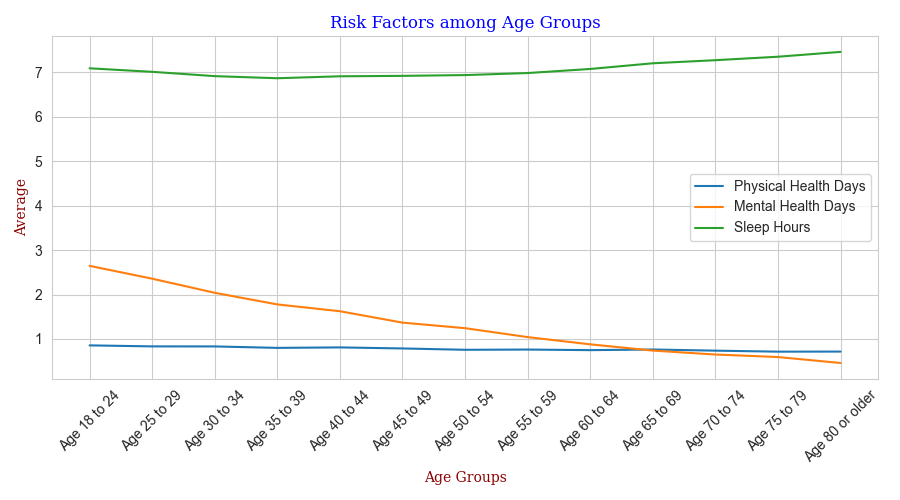 Risk Factors among Age Groups
Average
7
6
5
4
3
2
1
Physical Health Days
Mental Health Days
Sleep Hours
Age 18 to 24
Age 25 to 29
Age 30 to 34
Age 35 to 39
Age 40 to 44
Age 45 to 49
Age 50 to 54
Age 55 to 59
Age 60 to 64
Age 65 to 69
Age 70 to 74
Age 75 to 79
Age 80 or older
Age Groups